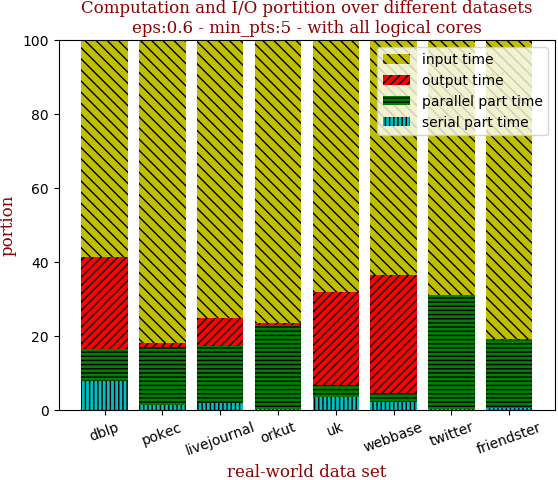 Computation and I/O portition over different datasets
eps:0.6 - min_pts:5 - with all logical cores
100
80
60
40
20
0
portion
input time
output time
parallel part time
serial part time
dblp
pokec
livejournal
orkut
uk
webbase
twitter
friendster
real-world data set